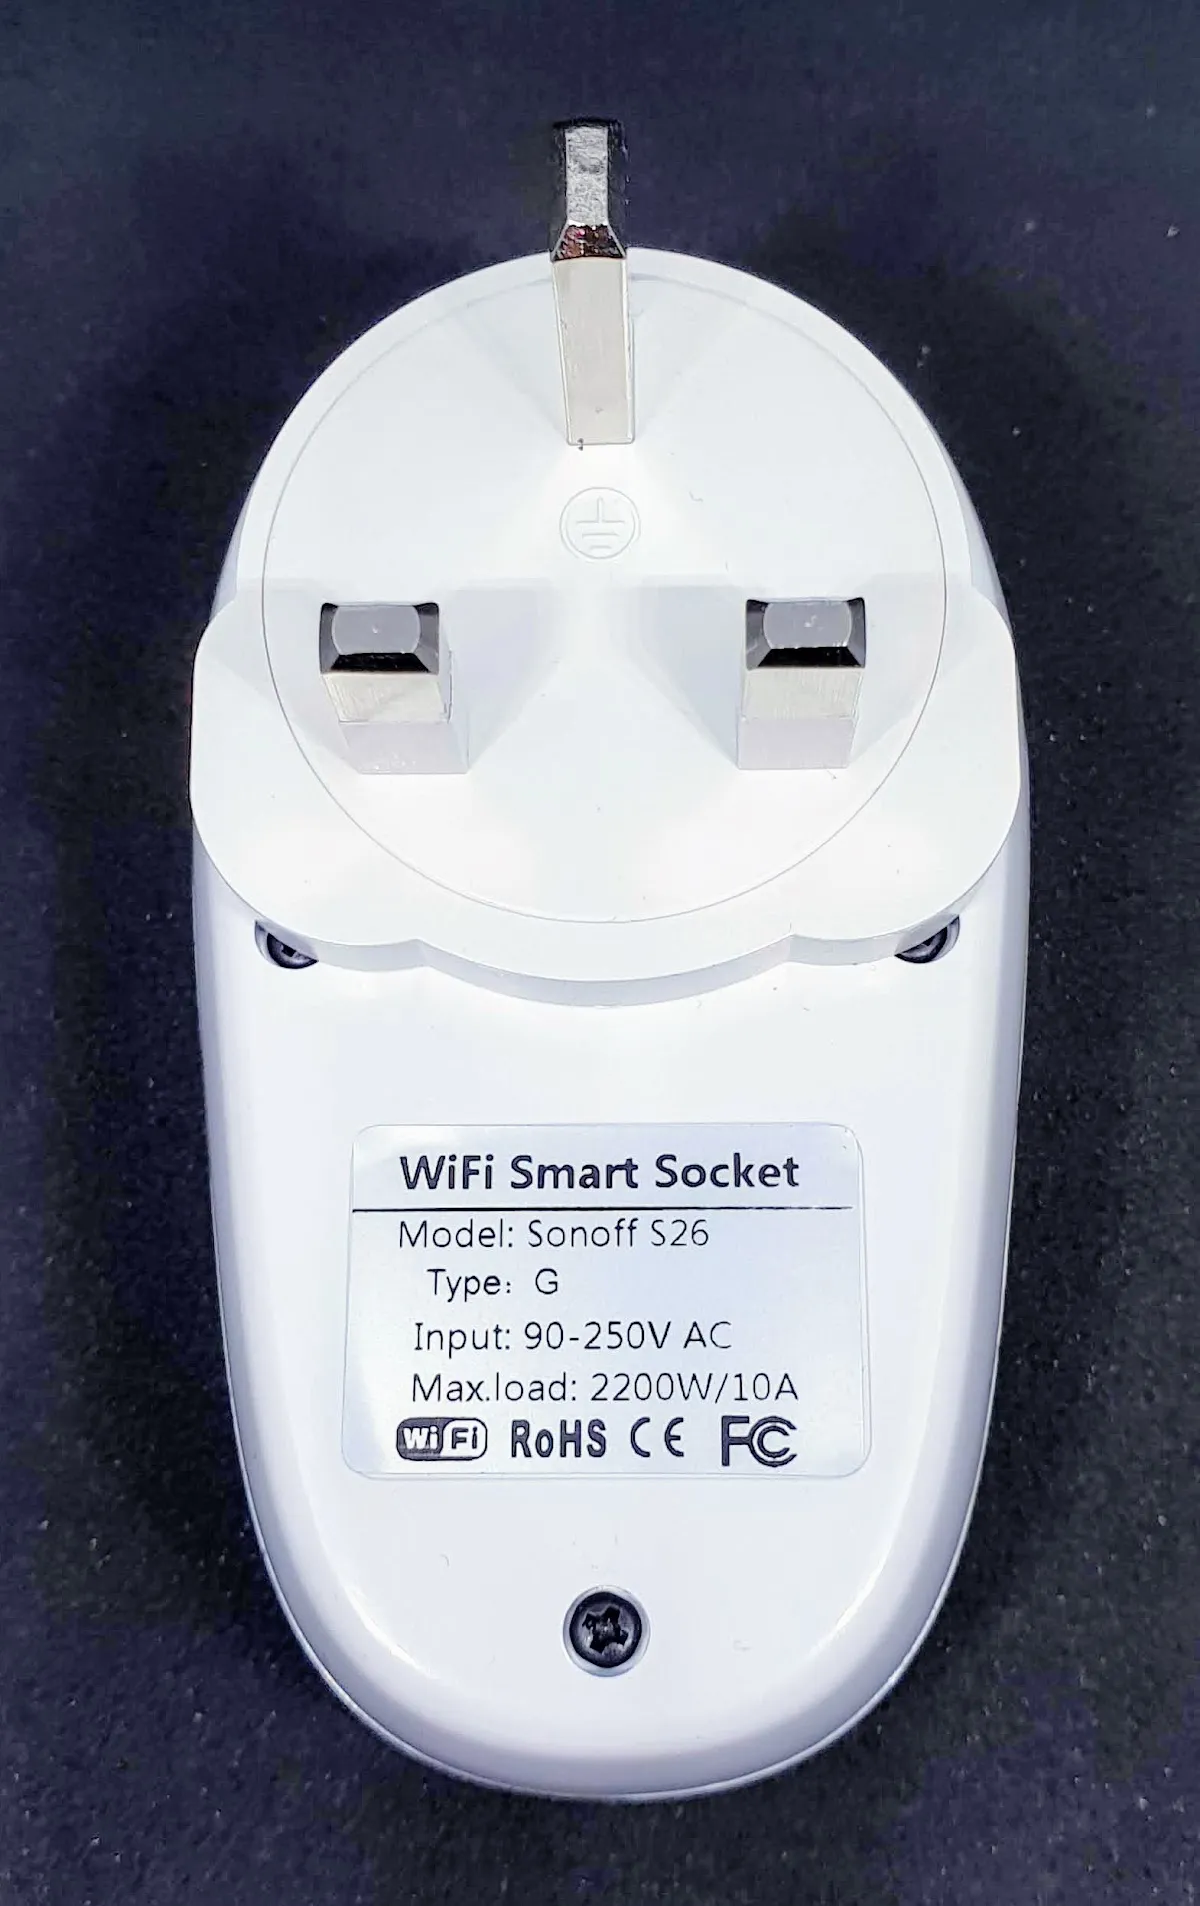 WiFi Smart Socket
Model: Sonoff S26
Type: G
Input: 90-250V AC
Max.load: 2200W/10A
WiFi RoHS CE FC